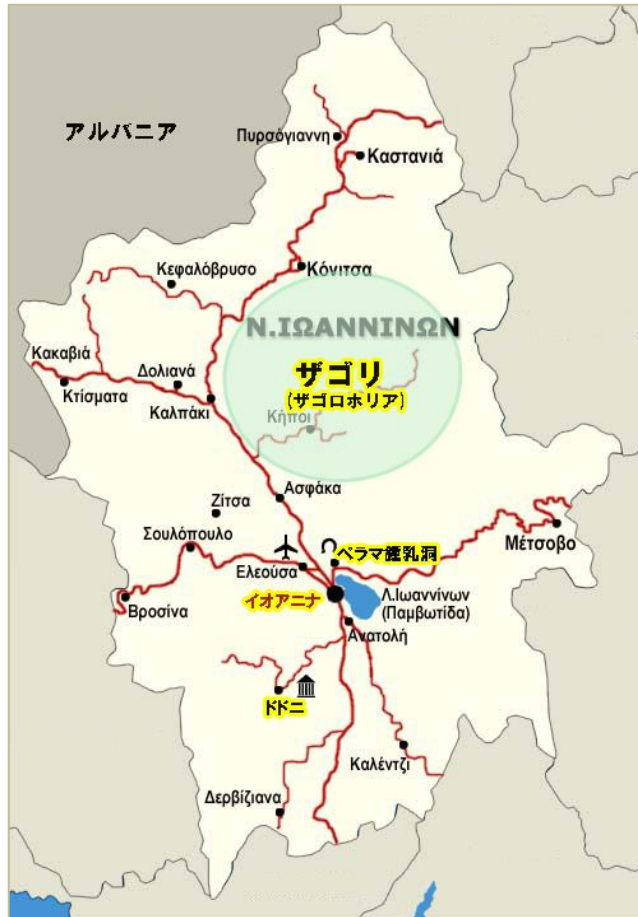 アルバニア
Πυρσόγιαννη
Καστανιά
Κεφαλόβρυσο
Κόνιτσα
Ν.ΙΩΑΝΝΙΝΩΝ
Κακαβιά
Δολιανά
ザゴリ
(ザゴロホリア)
Κτίσματα
Καλπάκι
Κήποι
Ασφάκα
Ζίτσα
Σουλόπουλο
ペラマ鍾乳洞
Μέτσοβο
Ελεούσα
イオアニナ
Λ.Ιωαννίνων
(Παμβωτίδα)
Βροσίνα
Ανατολή
ドドニ
Καλέντζι
Δερβίζιανα